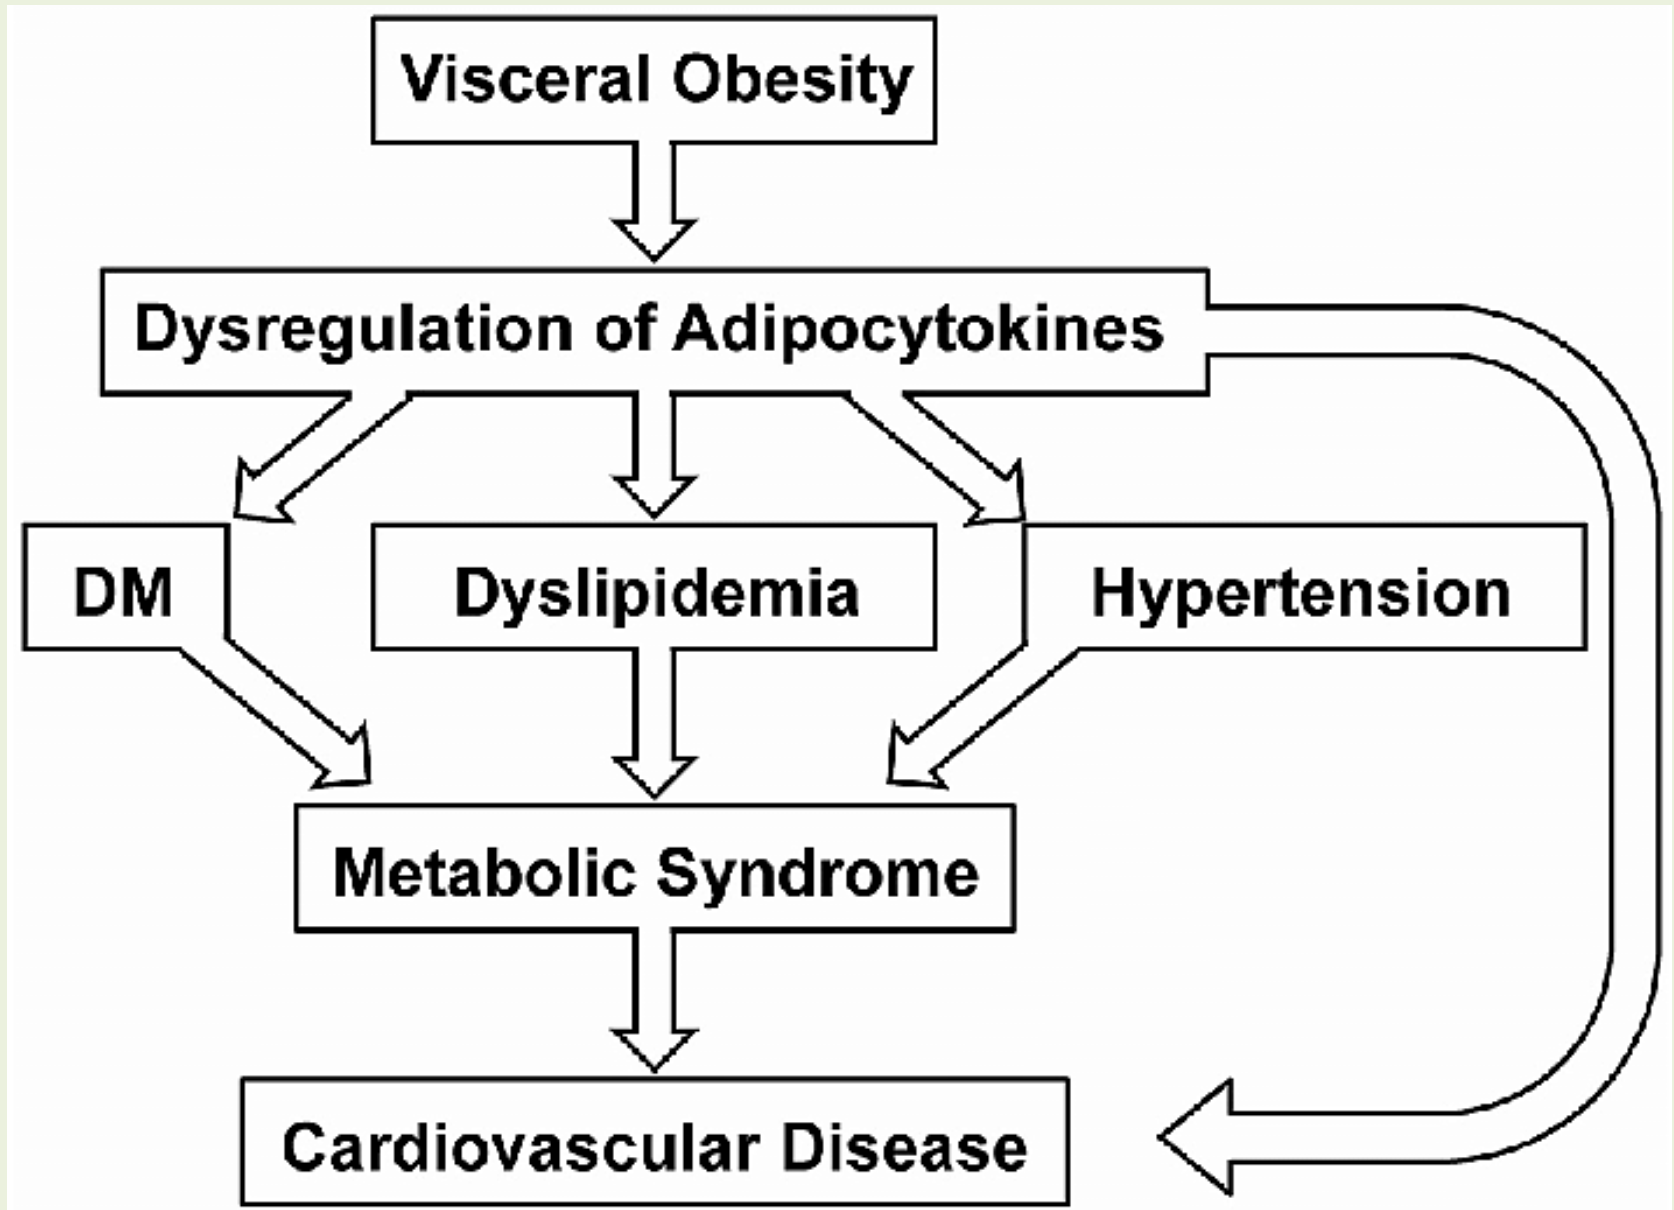 Visceral Obesity
Dysregulation of Adipocytokines
DM
Dyslipidemia
Hypertension
Metabolic Syndrome
Cardiovascular Disease